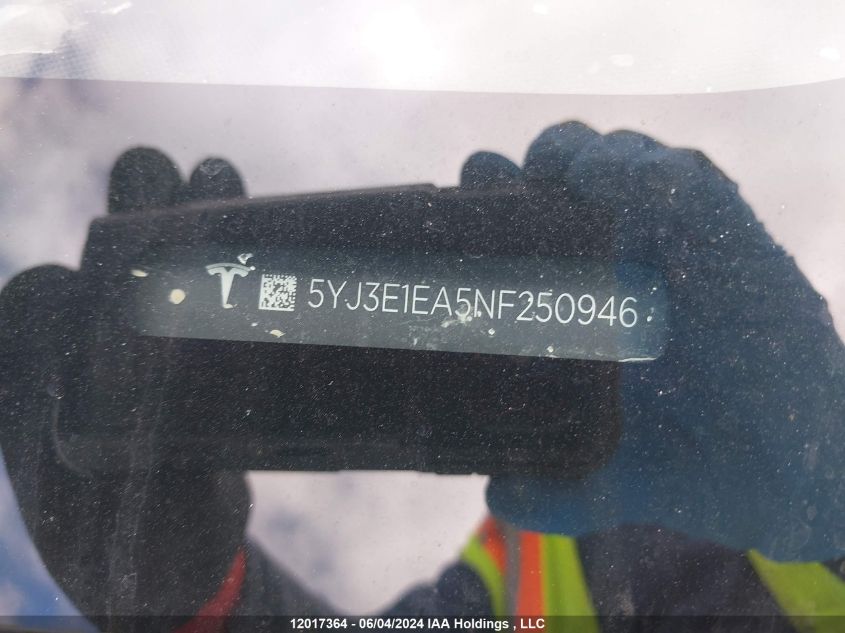 5YJ3E1EA5NF250946
12017364 - 06/04/2024 IAA Holdings , LLC